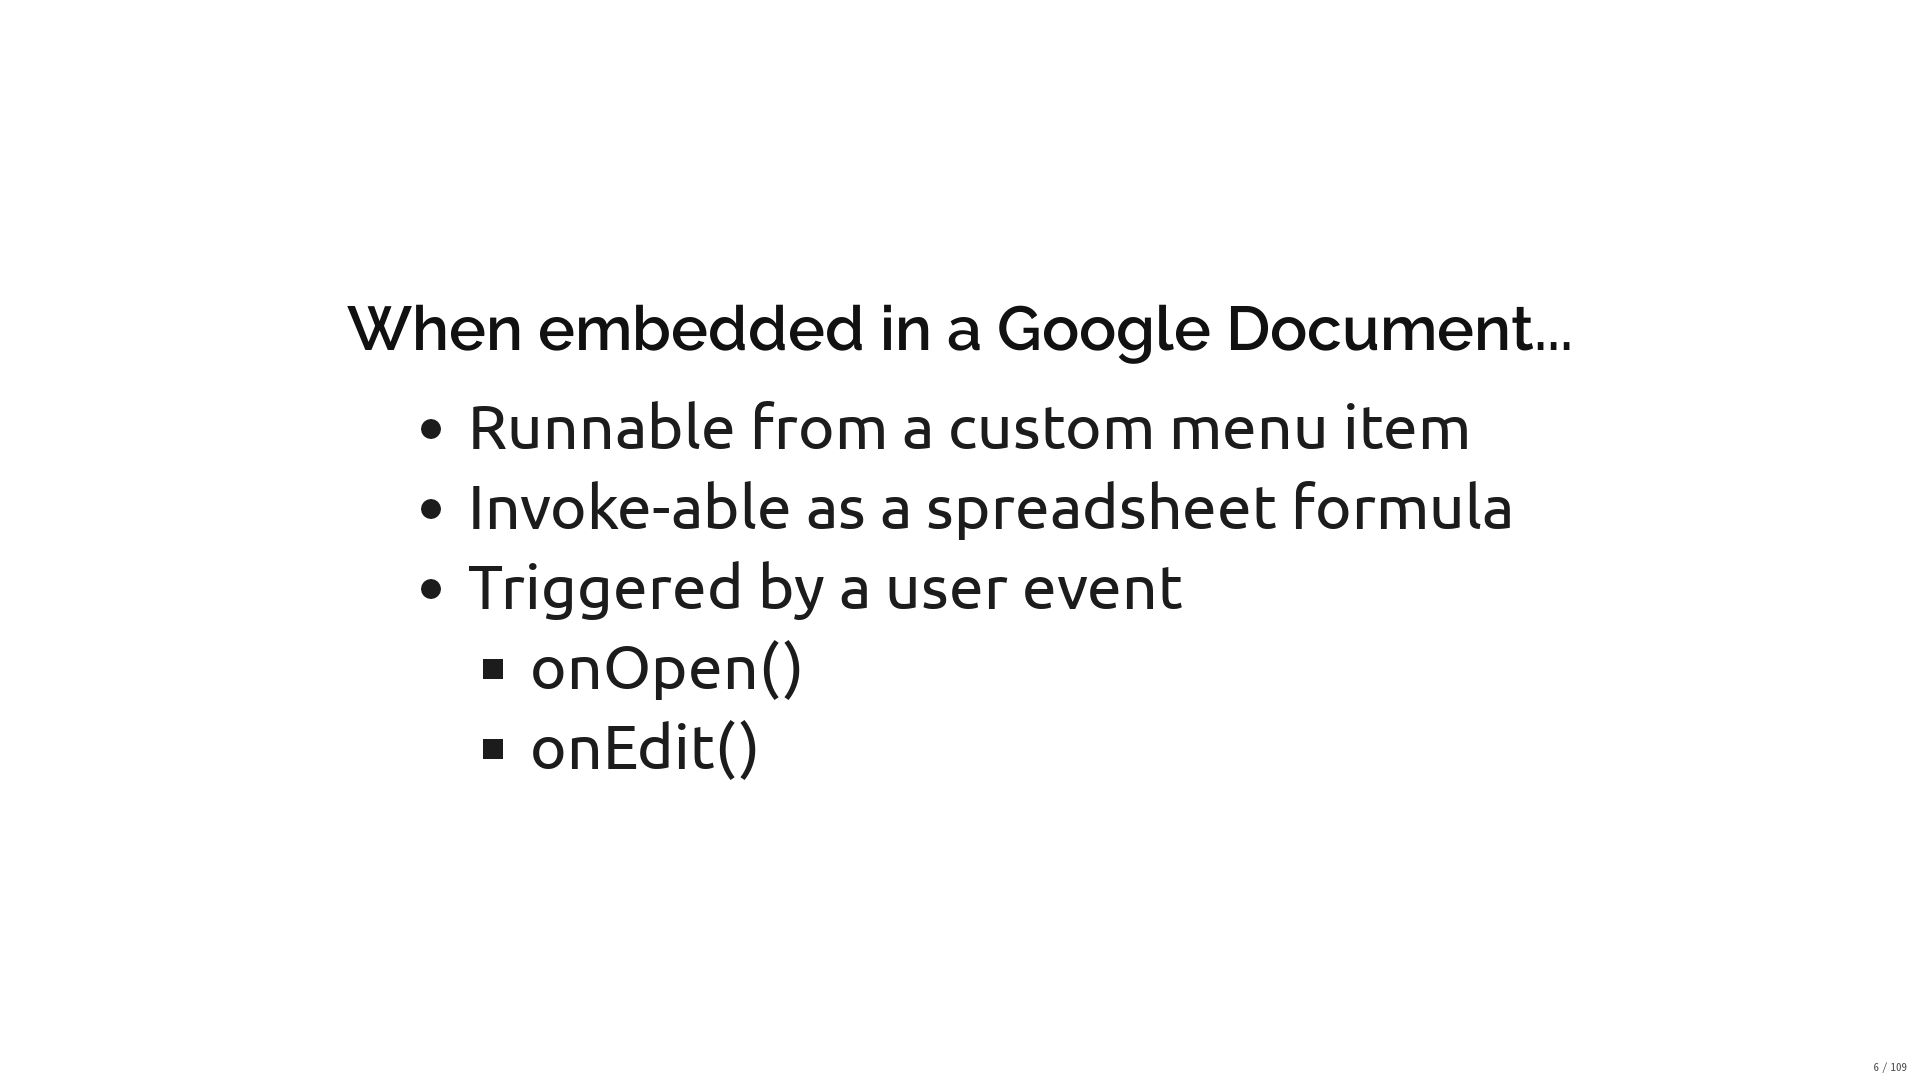 When embedded in a Google Document...
• Runnable from a custom menu item
• Invoke-able as a spreadsheet formula
• Triggered by a user event
▪ onOpen()
▪ onEdit()
6 / 109